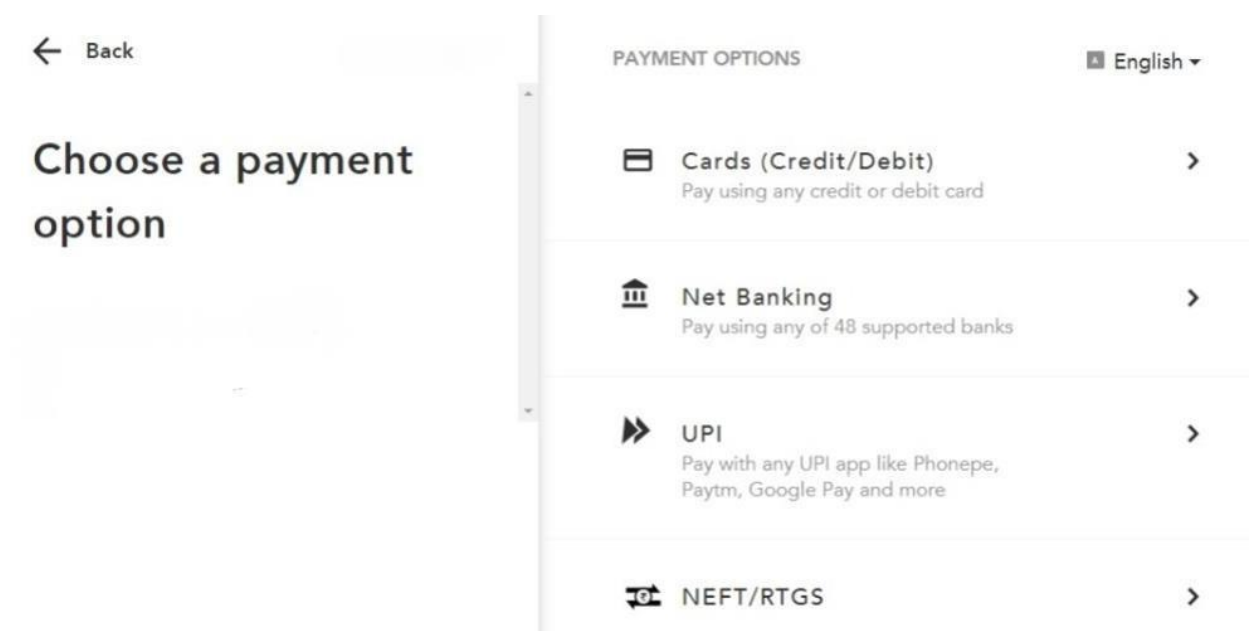 Back
Choose a payment
option
PAYMENT OPTIONS
English
Cards (Credit/Debit)
Pay using any credit or debit card
Net Banking
Pay using any of 48 supported banks
UPI
Pay with any UPI app like Phonepe,
Paytm, Google Pay and more
NEFT/RTGS